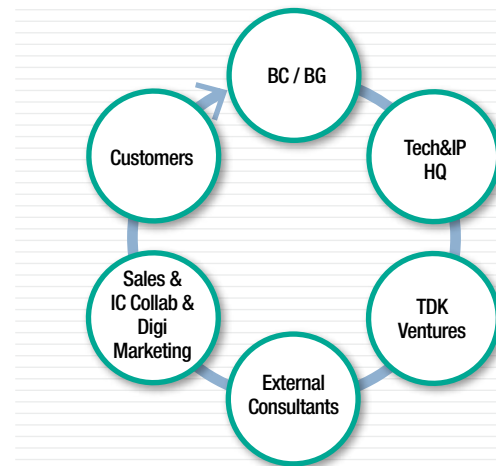 BC / BG
Tech&IP
HQ
TDK
Ventures
External
Consultants
Sales &
IC Collab &
Digi
Marketing
Customers